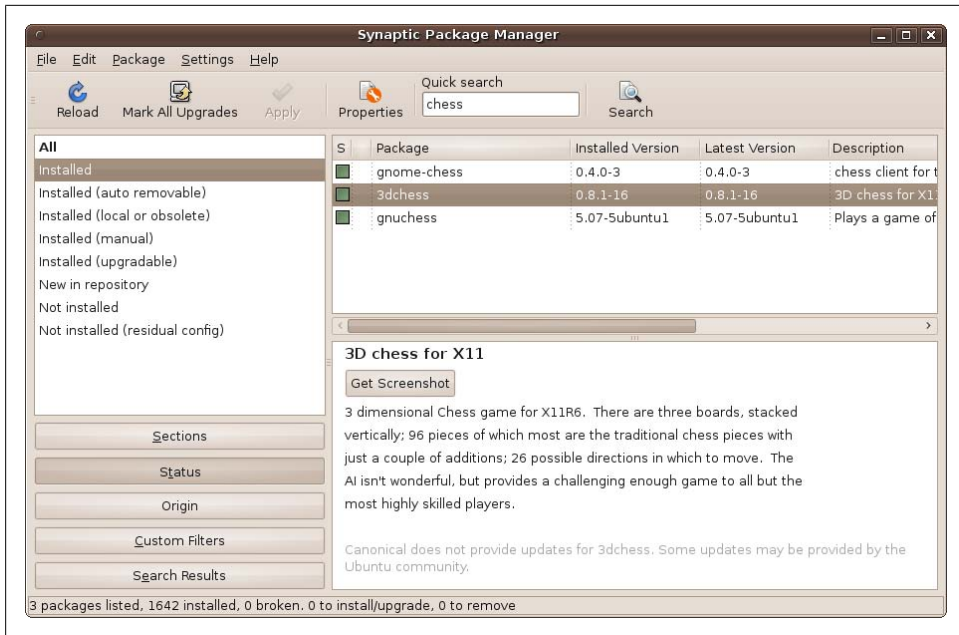 Synaptic Package Manager
File Edit Package Settings Help
Reload Mark All Upgrades Apply Properties Quick search Search
chess
All
Installed
Installed (auto removable)
Installed (local or obsolete)
Installed (manual)
Installed (upgradable)
New in repository
Not installed
Not installed (residual config)
Sections
Status
Origin
Custom Filters
Search Results
S Package Installed Version Latest Version Description
gnome-chess 0.4.0-3 0.4.0-3 chess client for t
3dchess 0.8.1-16 0.8.1-16 3D chess for X1
gnuchess 5.07-5ubuntu1 5.07-5ubuntu1 Plays a game of
3D chess for X11
Get Screenshot
3 dimensional Chess game for X11R6. There are three boards, stacked
vertically; 96 pieces of which most are the traditional chess pieces with
just a couple of additions; 26 possible directions in which to move. The
AI isn't wonderful, but provides a challenging enough game to all but the
most highly skilled players.
Canonical does not provide updates for 3dchess. Some updates may be provided by the
Ubuntu community.
3 packages listed, 1642 installed, 0 broken. 0 to install/upgrade, 0 to remove